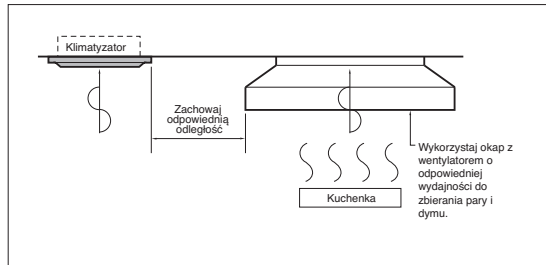 Klimatyzator
Zachowaj
odpowiednią
odległość
Wykorzystaj okap z
wentylatorem o
odpowiedniej
wydajności do
zbierania pary i
dymu.
Kuchenka